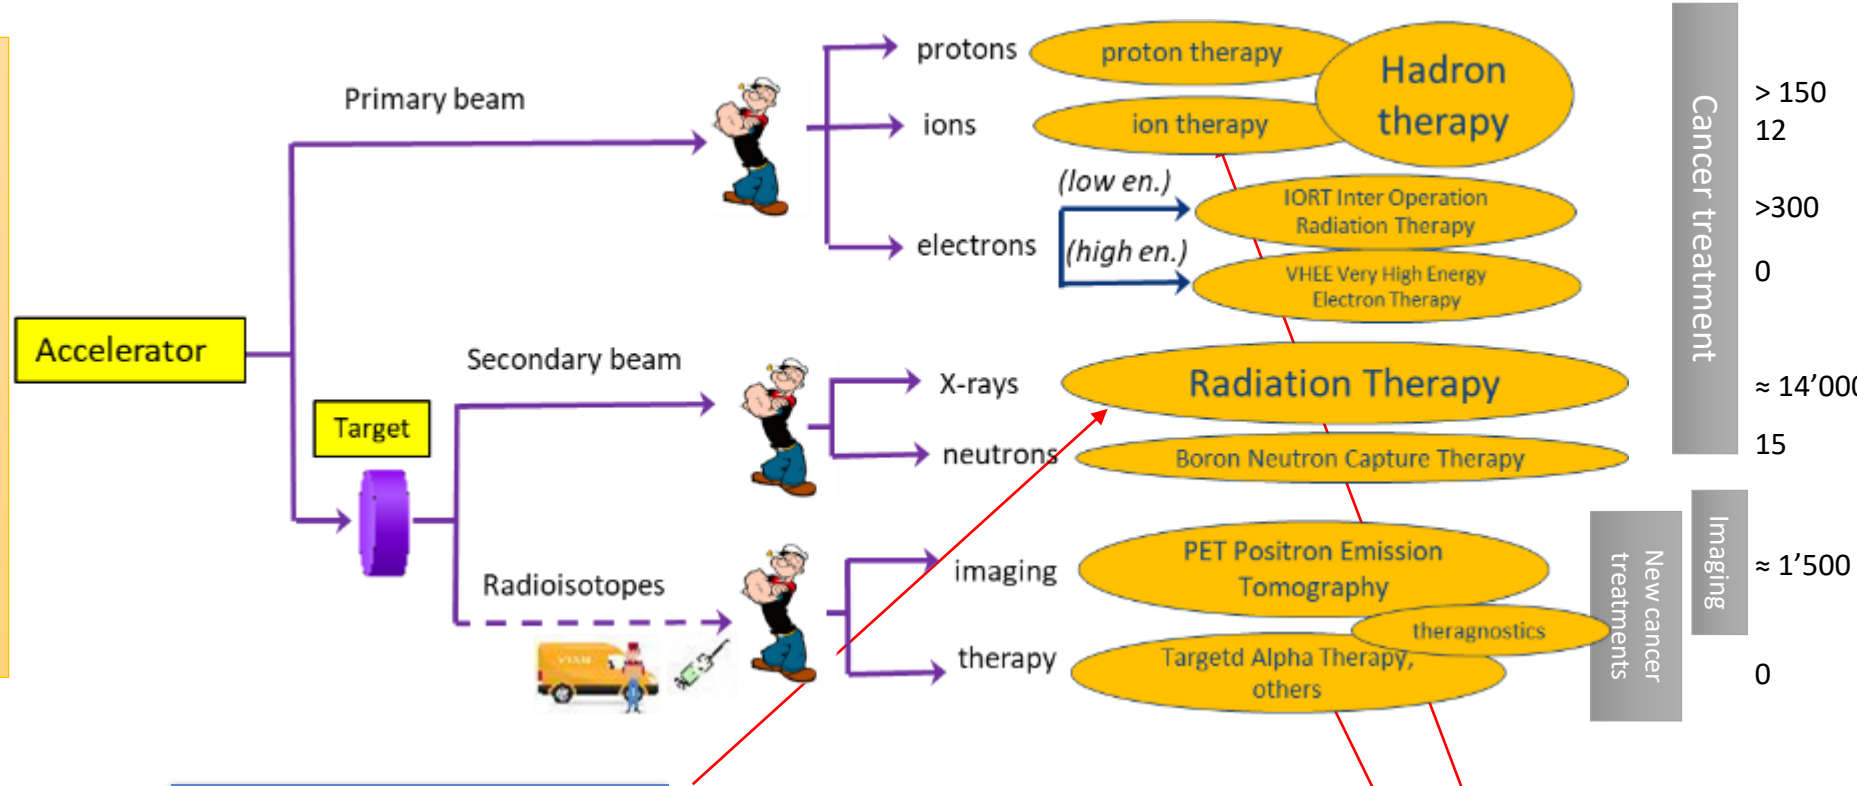 protons
proton therapy
Hadron
therapy
Primary beam
ions
ion therapy
> 150
12
Cancer treatment
(low en.)
IORT Inter Operation
Radiation Therapy
>300
electrons
(high en.)
VHEE Very High Energy
Electron Therapy
0
Accelerator
Secondary beam
X-rays
Radiation Therapy
≈ 14’000
Target
neutrons
Boron Neutron Capture Therapy
15
Radioisotopes
imaging
PET Positron Emission
Tomography
Imaging
≈ 1’500
New cancer
treatments
theragnostics
therapy
Targetd Alpha Therapy,
others
0